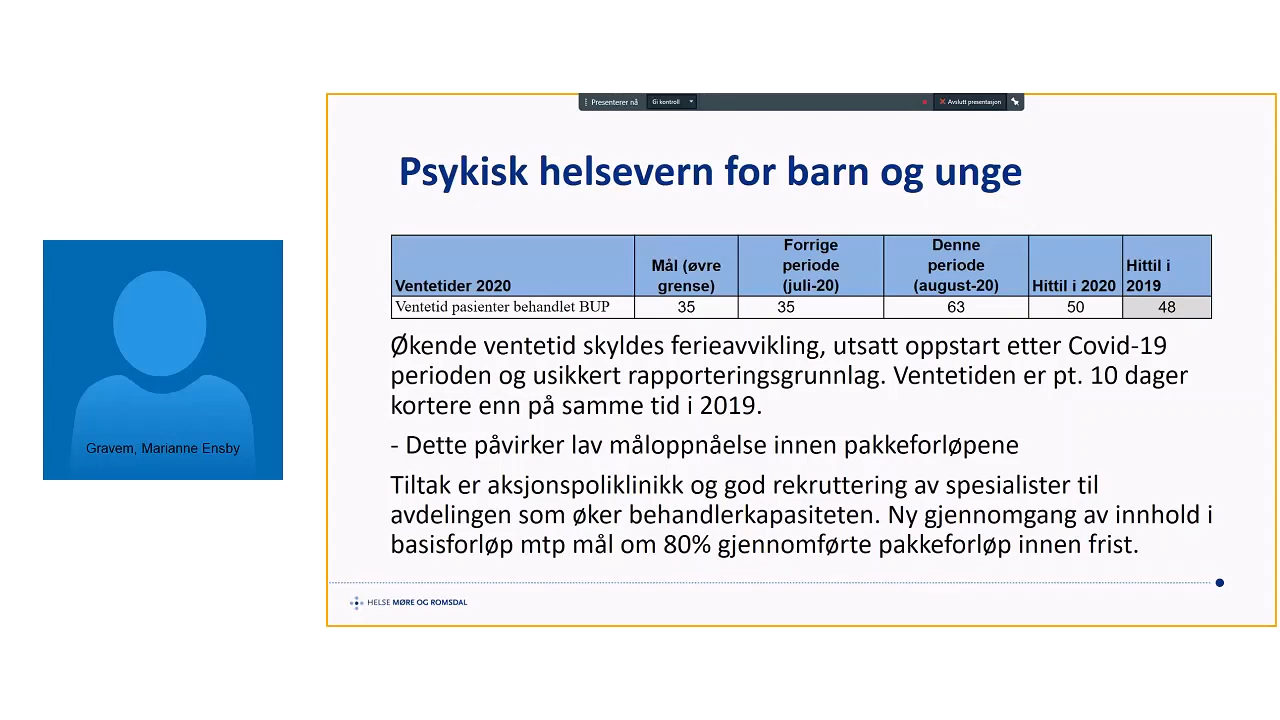 Presenterer nå
Gi kontroll
Avslutt presentasjon
Psykisk helsevern for barn og unge
Ventetider 2020
Mål (øvre grense)
Forrige periode (juli-20)
Denne periode (august-20)
Hittil i 2020
Hittil i 2019
Ventetid pasienter behandlet BUP 35 35 63 50 48
Økende ventetid skyldes ferieavvikling, utsatt oppstart etter Covid-19
perioden og usikkert rapporteringsgrunnlag. Ventetiden er pt. 10 dager
kortere enn på samme tid i 2019.
- Dette påvirker lav måloppnåelse innen pakkeforløpene
Tiltak er aksjonspoliklinikk og god rekruttering av spesialister til
avdelingen som øker behandlerkapasiteten. Ny gjennomgang av innhold i
basisforløp mtp mål om 80% gjennomførte pakkeforløp innen frist.
HELSE MØRE OG ROMSDAL
Gravem, Marianne Ensby